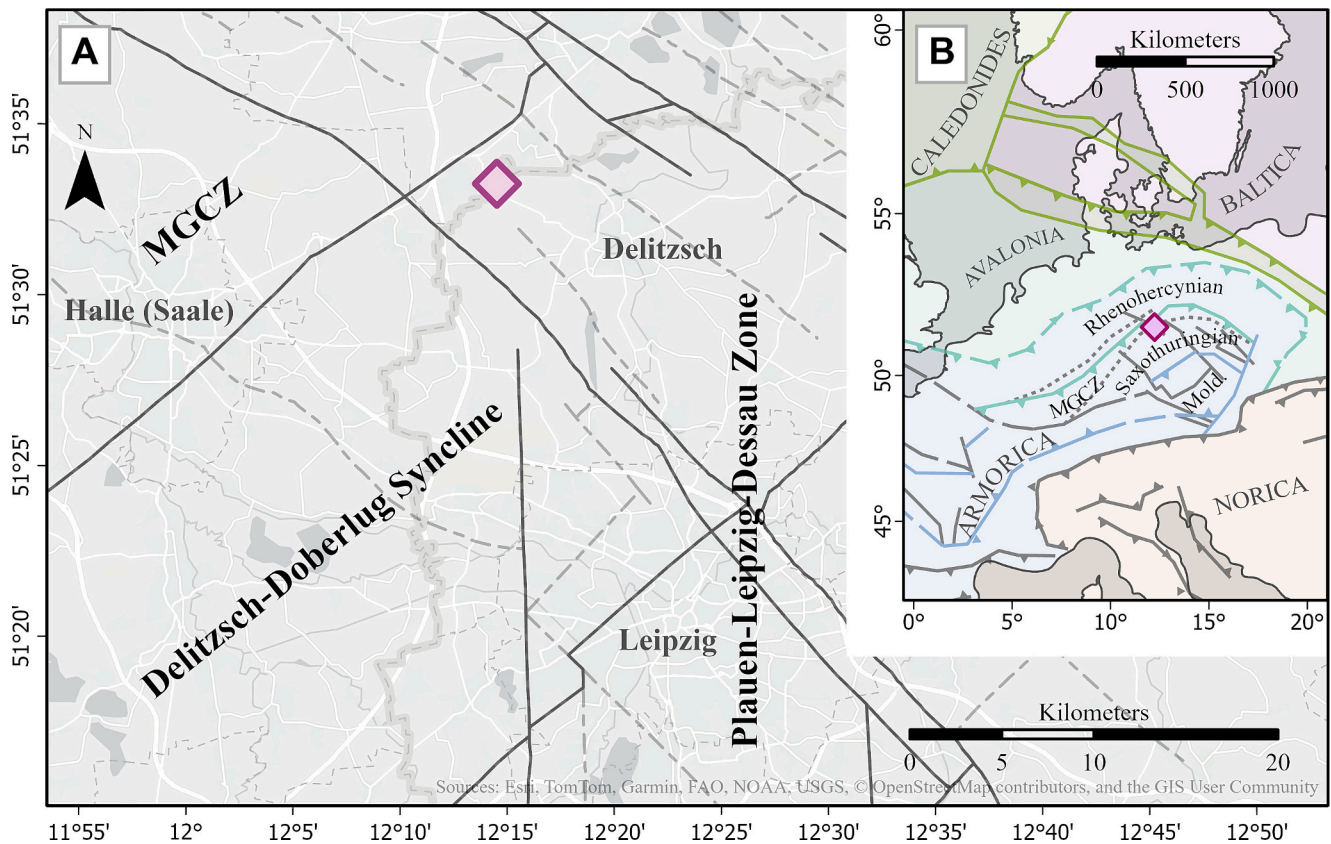 A
N
MGCZ
Halle (Saale)
Delitzsch
Delitzsch-Doberlug Syncline
Plauen-Leipzig-Dessau Zone
Leipzig
Kilometers
0 5 10 20
Sources: Esri, TomTom, Garmin, FAO, NOAA, USGS, © OpenStreetMap contributors, and the GIS User Community
51°35'
51°30'
51°25'
51°20'
11°55' 12° 12°5' 12°10' 12°15' 12°20' 12°25' 12°30' 12°35' 12°40' 12°45' 12°50'
B
Kilometers
0 500 1000
CALEDONIDES
BALTICA
AVALONIA
Rhenohercynian
Saxothuringian
MGCZ
Mold.
ARMORICA
NORICA
60°
55°
50°
45°
0° 5° 10° 15° 20°